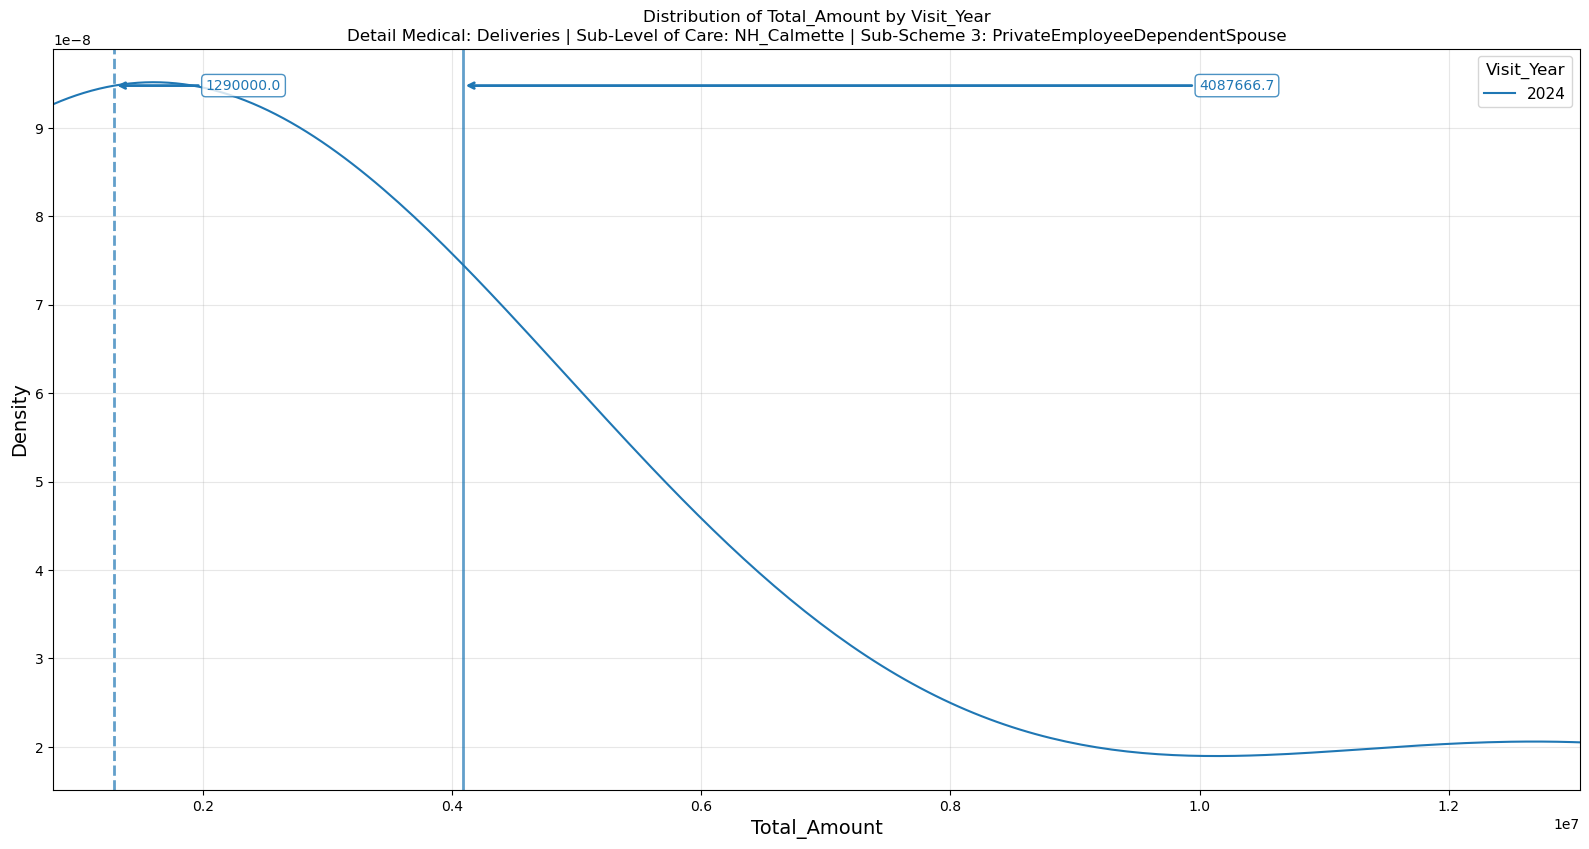 Distribution of Total_Amount by Visit_Year
Detail Medical: Deliveries | Sub-Level of Care: NH_Calmette | Sub-Scheme 3: PrivateEmployeeDependentSpouse
1e−8
1290000.0
4087666.7
Visit_Year
2024
9
8
7
6
5
4
3
2
Density
0.2
0.4
0.6
0.8
1.0
1.2
1e7
Total_Amount